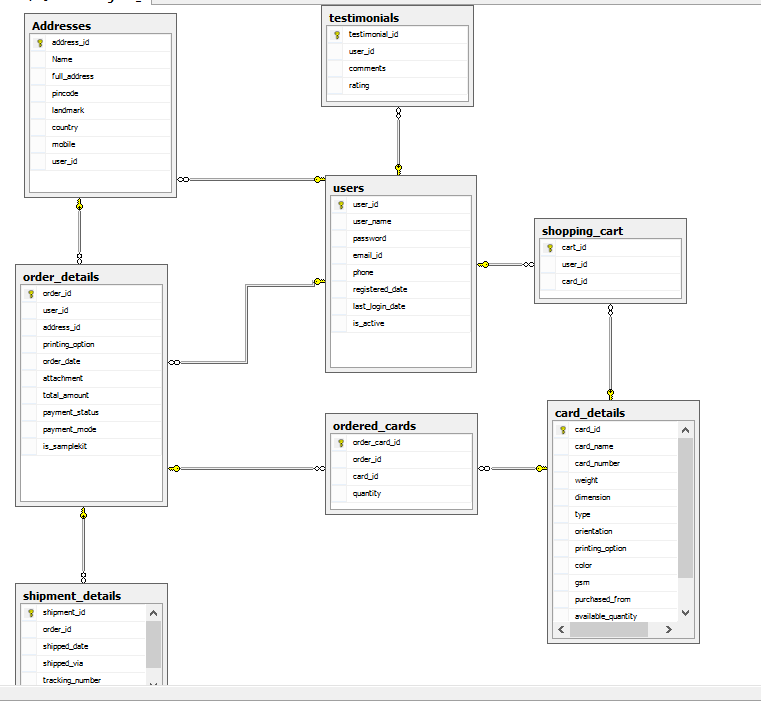 Addresses
address_id
Name
full_address
pincode
landmark
country
mobile
user_id
testimonials
testimonial_id
user_id
comments
rating
users
user_id
user_name
password
email_id
phone
registered_date
last_login_date
is_active
shopping_cart
cart_id
user_id
card_id
order_details
order_id
user_id
address_id
printing_option
order_date
attachment
total_amount
payment_status
payment_mode
is_samplekit
ordered_cards
order_card_id
order_id
card_id
quantity
card_details
card_id
card_name
card_number
weight
dimension
type
orientation
printing_option
color
gsm
purchased_from
available_quantity
shipment_details
shipment_id
order_id
shipped_date
shipped_via
tracking_number